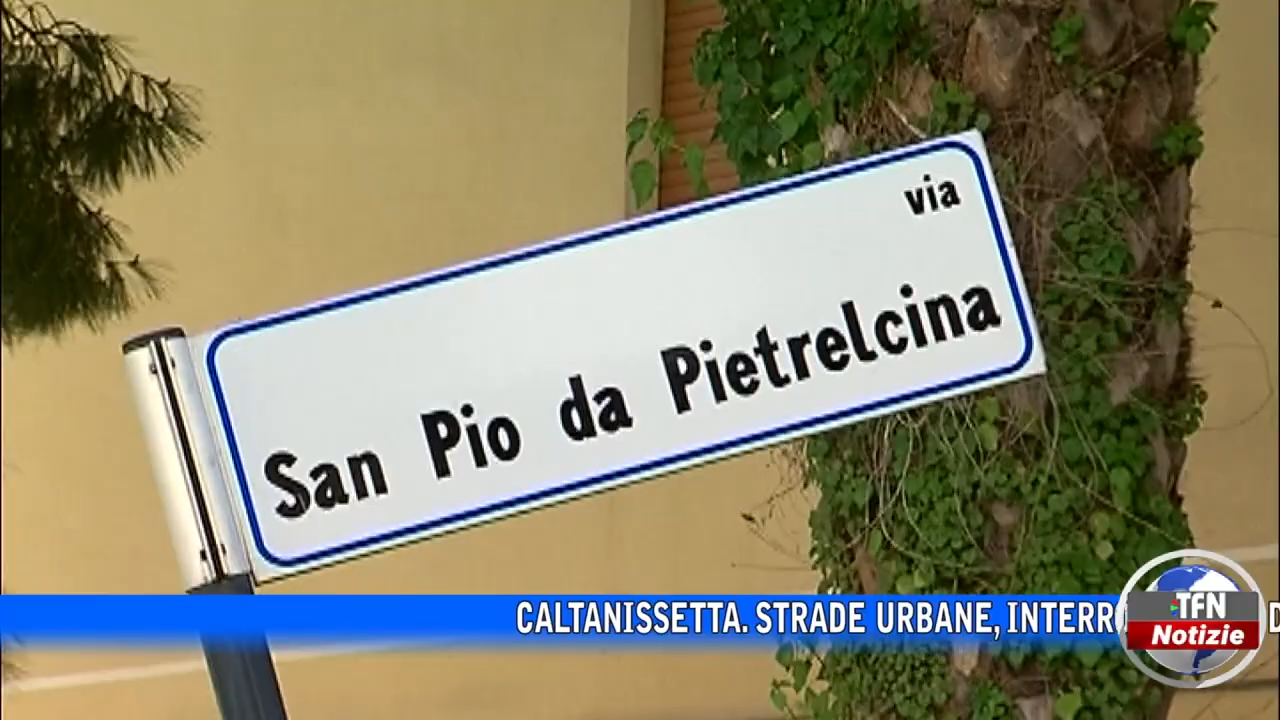 via
San Pio da Pietrelcina
CALTANISSETTA. STRADE URBANE,
TFN
Notizie